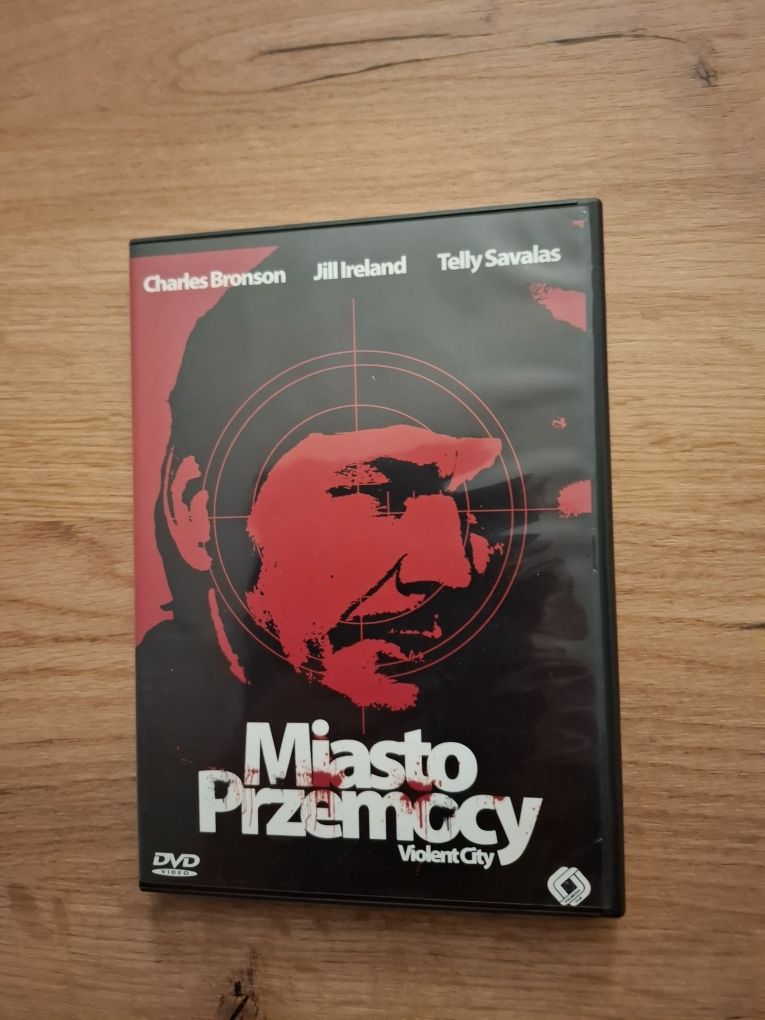 Charles Bronson Jill Ireland Telly Savalas
Miasto
Przemocy
Violent City
DVD
VIDEO